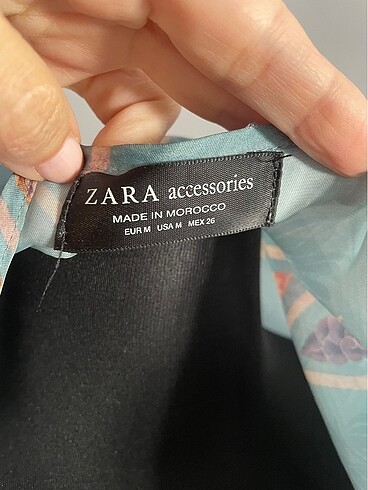 ZARA accessories
MADE IN MOROCCO
EUR M USA M MEX 26